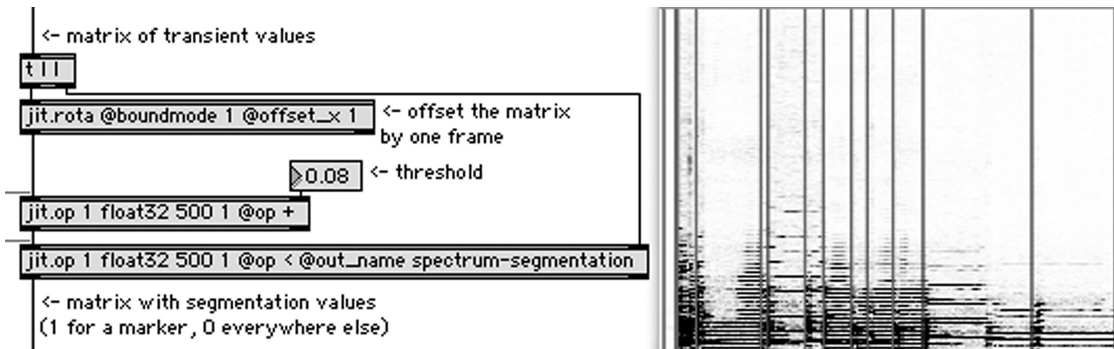 <- matrix of transient values
t l l
jit.rota @boundmode 1 @offset_x 1
<- offset the matrix
by one frame
0.08
<- threshold
jit.op 1 float32 500 1 @op +
jit.op 1 float32 500 1 @op < @out_name spectrum-segmentation
<- matrix with segmentation values
(1 for a marker, 0 everywhere else)